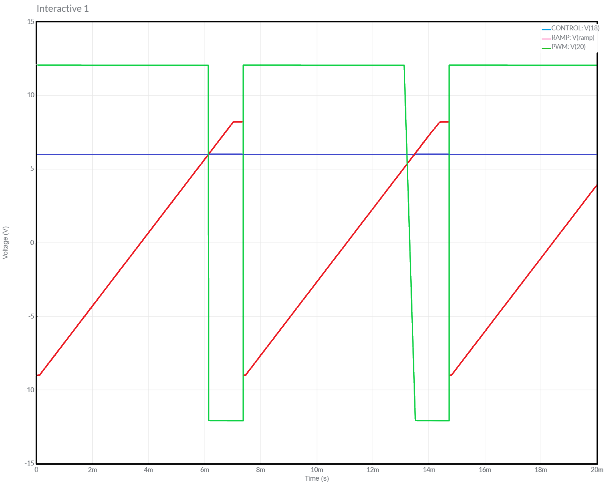 Interactive 1
CONTROL: V(18)
RAMP: V(ramp)
PWM: V(20)
15
10
5
0
-5
10
-15
Voltage (V)
0
2m
4m
6m
8m
10m
12m
14m
16m
18m
20m
Time (s)